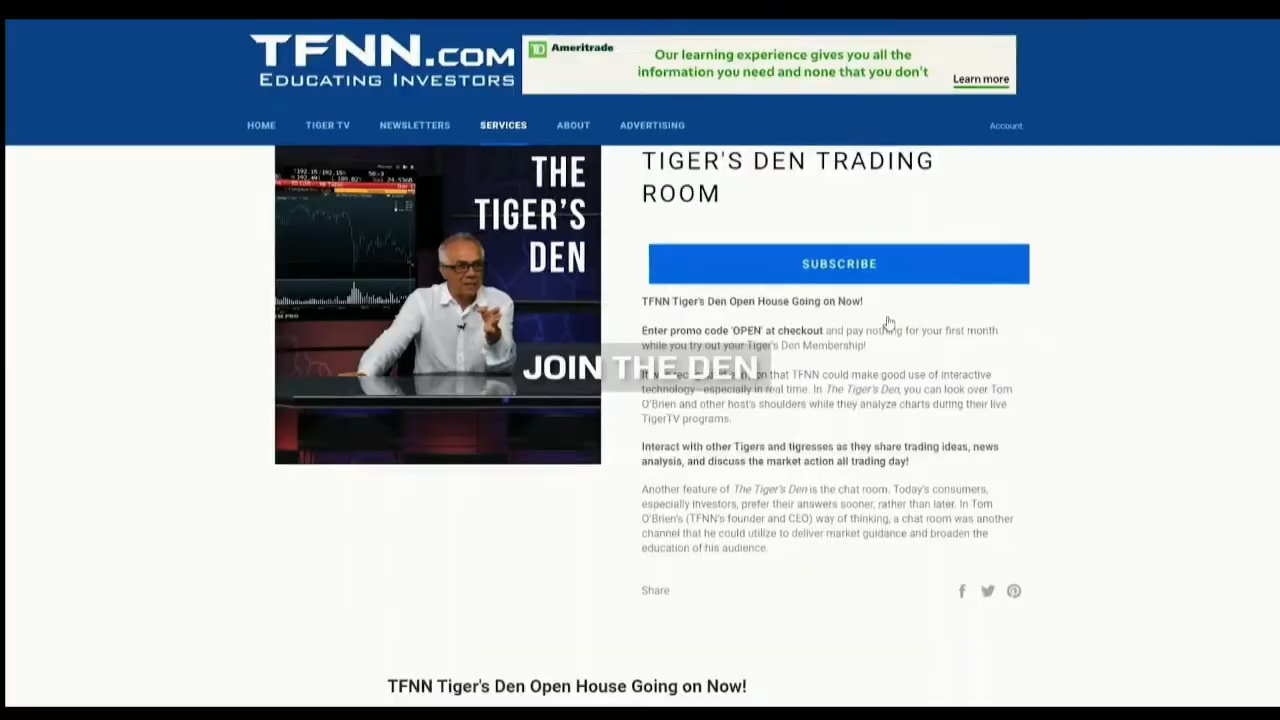 TFNN.COM
EDUCATING INVESTORS
TD Ameritrade
Our learning experience gives you all the
information you need and none that you don't
Learn more
HOME TIGER TV NEWSLETTERS SERVICES ABOUT ADVERTISING Account
THE
TIGER'S
DEN
TIGER'S DEN TRADING
ROOM
SUBSCRIBE
TFNN Tiger's Den Open House Going on Now!
Enter promo code 'OPEN' at checkout and pay nothing for your first month
while you try out your Tiger's Den Membership!
JOIN THE DEN
that TFNN could make good use of interactive
technology—especially in real time. In The Tiger's Den, you can look over Tom
O'Brien and other host's shoulders while they analyze charts during their live
TigerTV programs.
Interact with other Tigers and tigresses as they share trading ideas, news
analysis, and discuss the market action all trading day!
Another feature of The Tiger's Den is the chat room. Today's consumers,
especially investors, prefer their answers sooner, rather than later. In Tom
O'Brien's (TFNN's founder and CEO) way of thinking, a chat room was another
channel that he could utilize to deliver market guidance and broaden the
education of his audience.
Share
TFNN Tiger's Den Open House Going on Now!